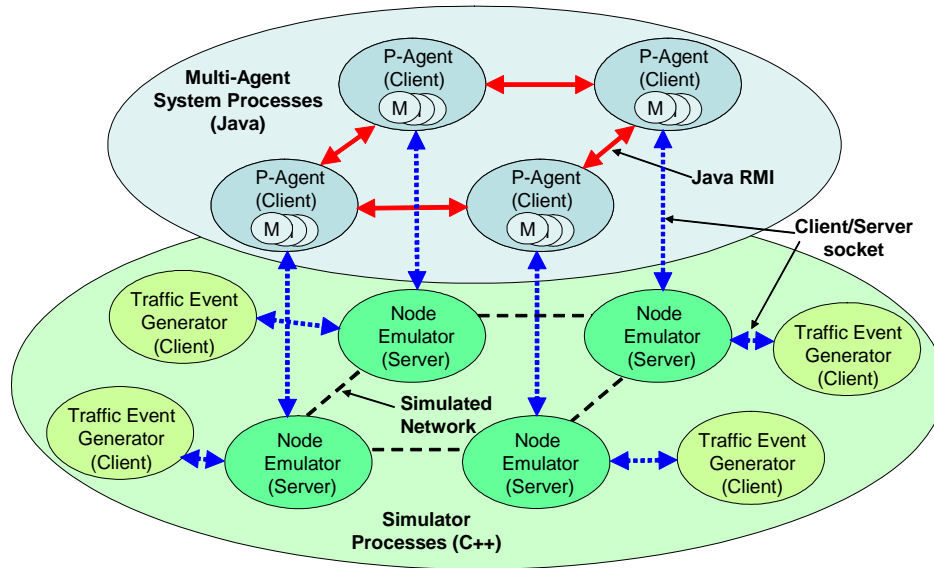 P-Agent
(Client)
M
P-Agent
(Client)
M
Multi-Agent
System Processes
(Java)
P-Agent
(Client)
M
P-Agent
(Client)
M
Java RMI
Client/Server
socket
Traffic Event
Generator
(Client)
Node
Emulator
(Server)
Node
Emulator
(Server)
Traffic Event
Generator
(Client)
Simulated
Network
Traffic Event
Generator
(Client)
Node
Emulator
(Server)
Node
Emulator
(Server)
Traffic Event
Generator
(Client)
Simulator
Processes (C++)